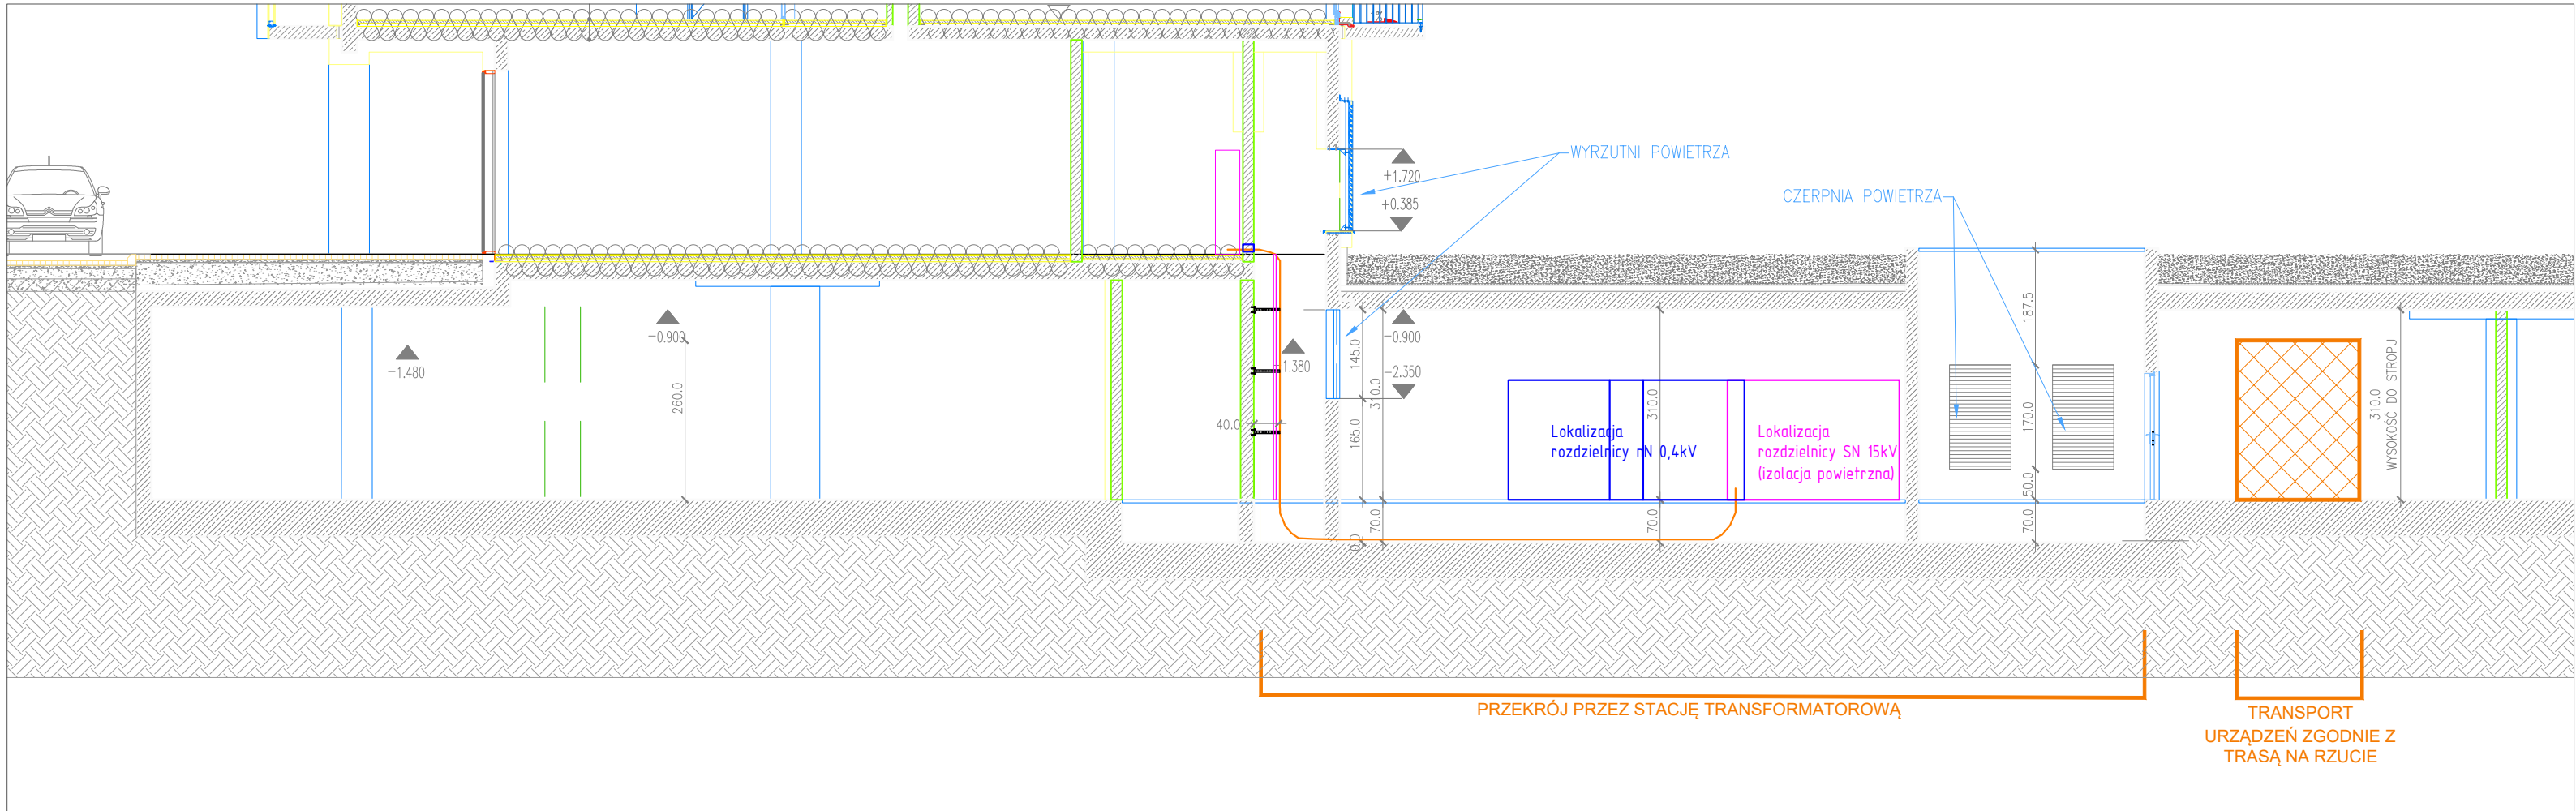 1%
WYRZUTNI POWIETRZA
+1.720
+0.385
CZERPNIA POWIETRZA
-1.480
-0.900
260.0
-1.380
40.0
-0.900
-2.350
145.0
310.0
165.0
70.0
0.0
310.0
70.0
Lokalizacja
rozdzielnicy nN 0,4kV
Lokalizacja
rozdzielnicy SN 15kV
(izolacja powietrzna)
187.5
170.0
50.0
70.0
310.0
WYSOKOŚĆ DO STROPU
PRZEKRÓJ PRZEZ STACJĘ TRANSFORMATOROWĄ
TRANSPORT
URZĄDZEŃ ZGODNIE Z
TRASĄ NA RZUCIE